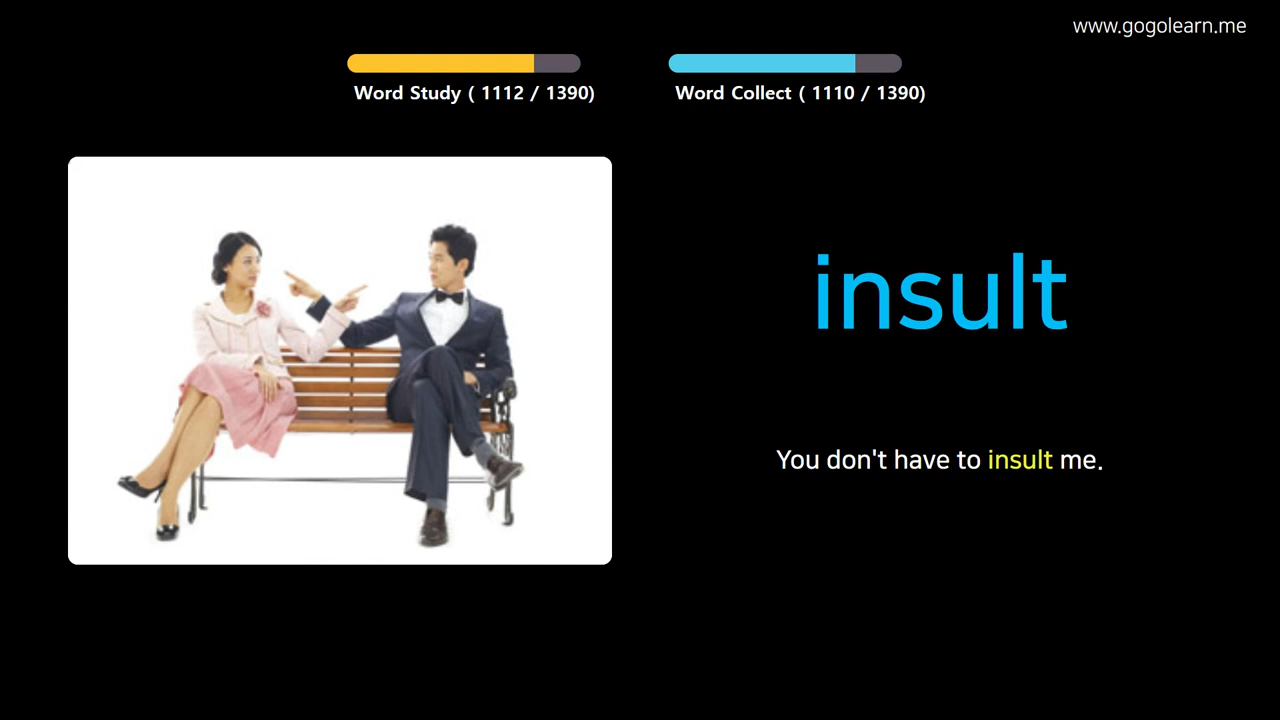 www.gogolearn.me
Word Study ( 1112 / 1390)
Word Collect ( 1110 / 1390)
insult
You don't have to insult me.